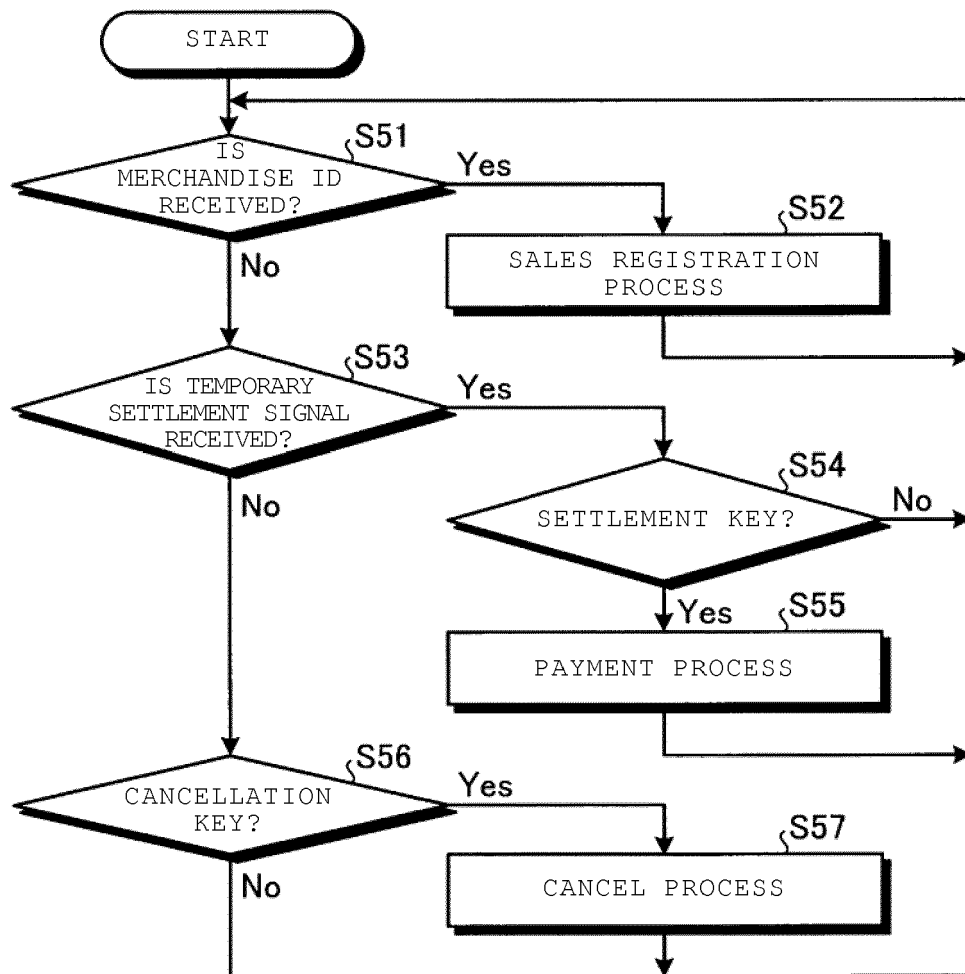 START
S51
IS
MERCHANDISE ID
RECEIVED?
Yes
No
S52
SALES REGISTRATION
PROCESS
S53
IS TEMPORARY
SETTLEMENT SIGNAL
RECEIVED?
Yes
No
S54
SETTLEMENT KEY?
No
Yes
S55
PAYMENT PROCESS
S56
CANCELLATION
KEY?
Yes
No
S57
CANCEL PROCESS